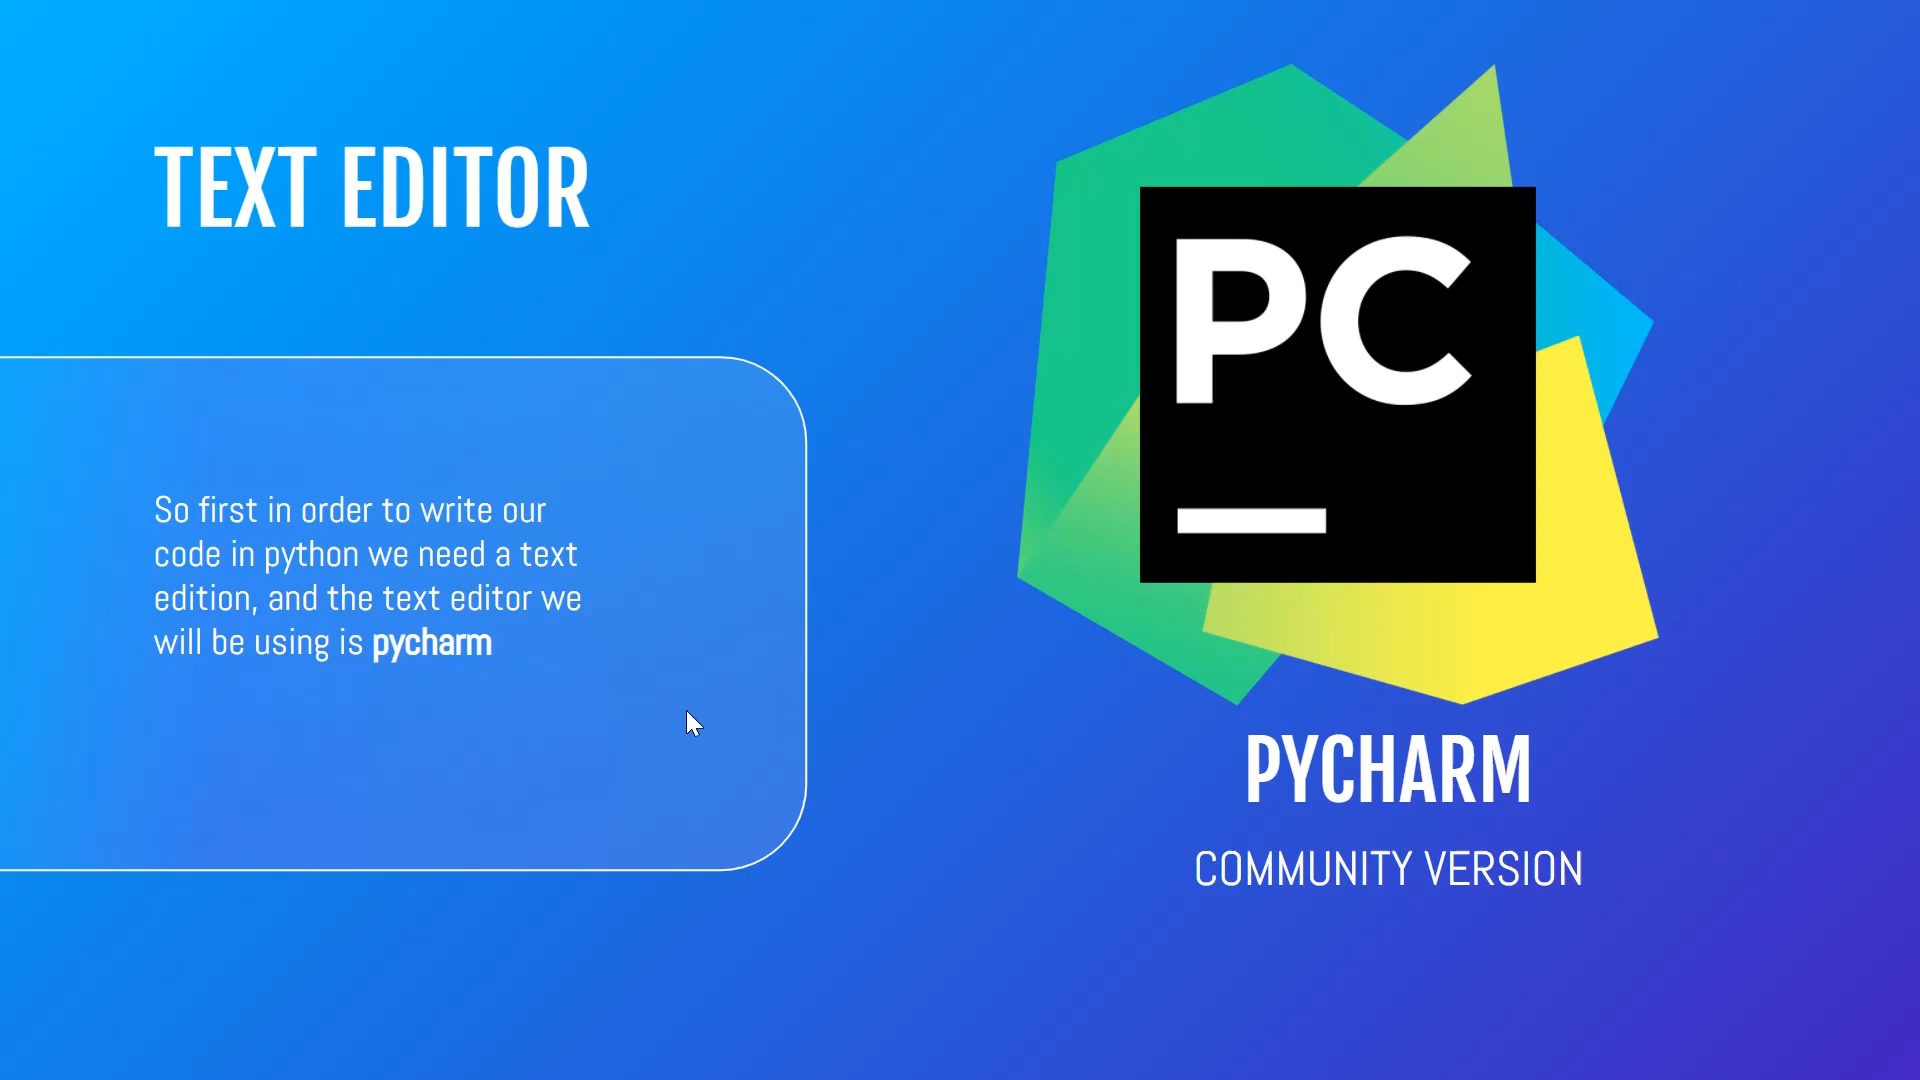 TEXT EDITOR
So first in order to write our
code in python we need a text
edition, and the text editor we
will be using is pycharm
PC
PYCHARM
COMMUNITY VERSION